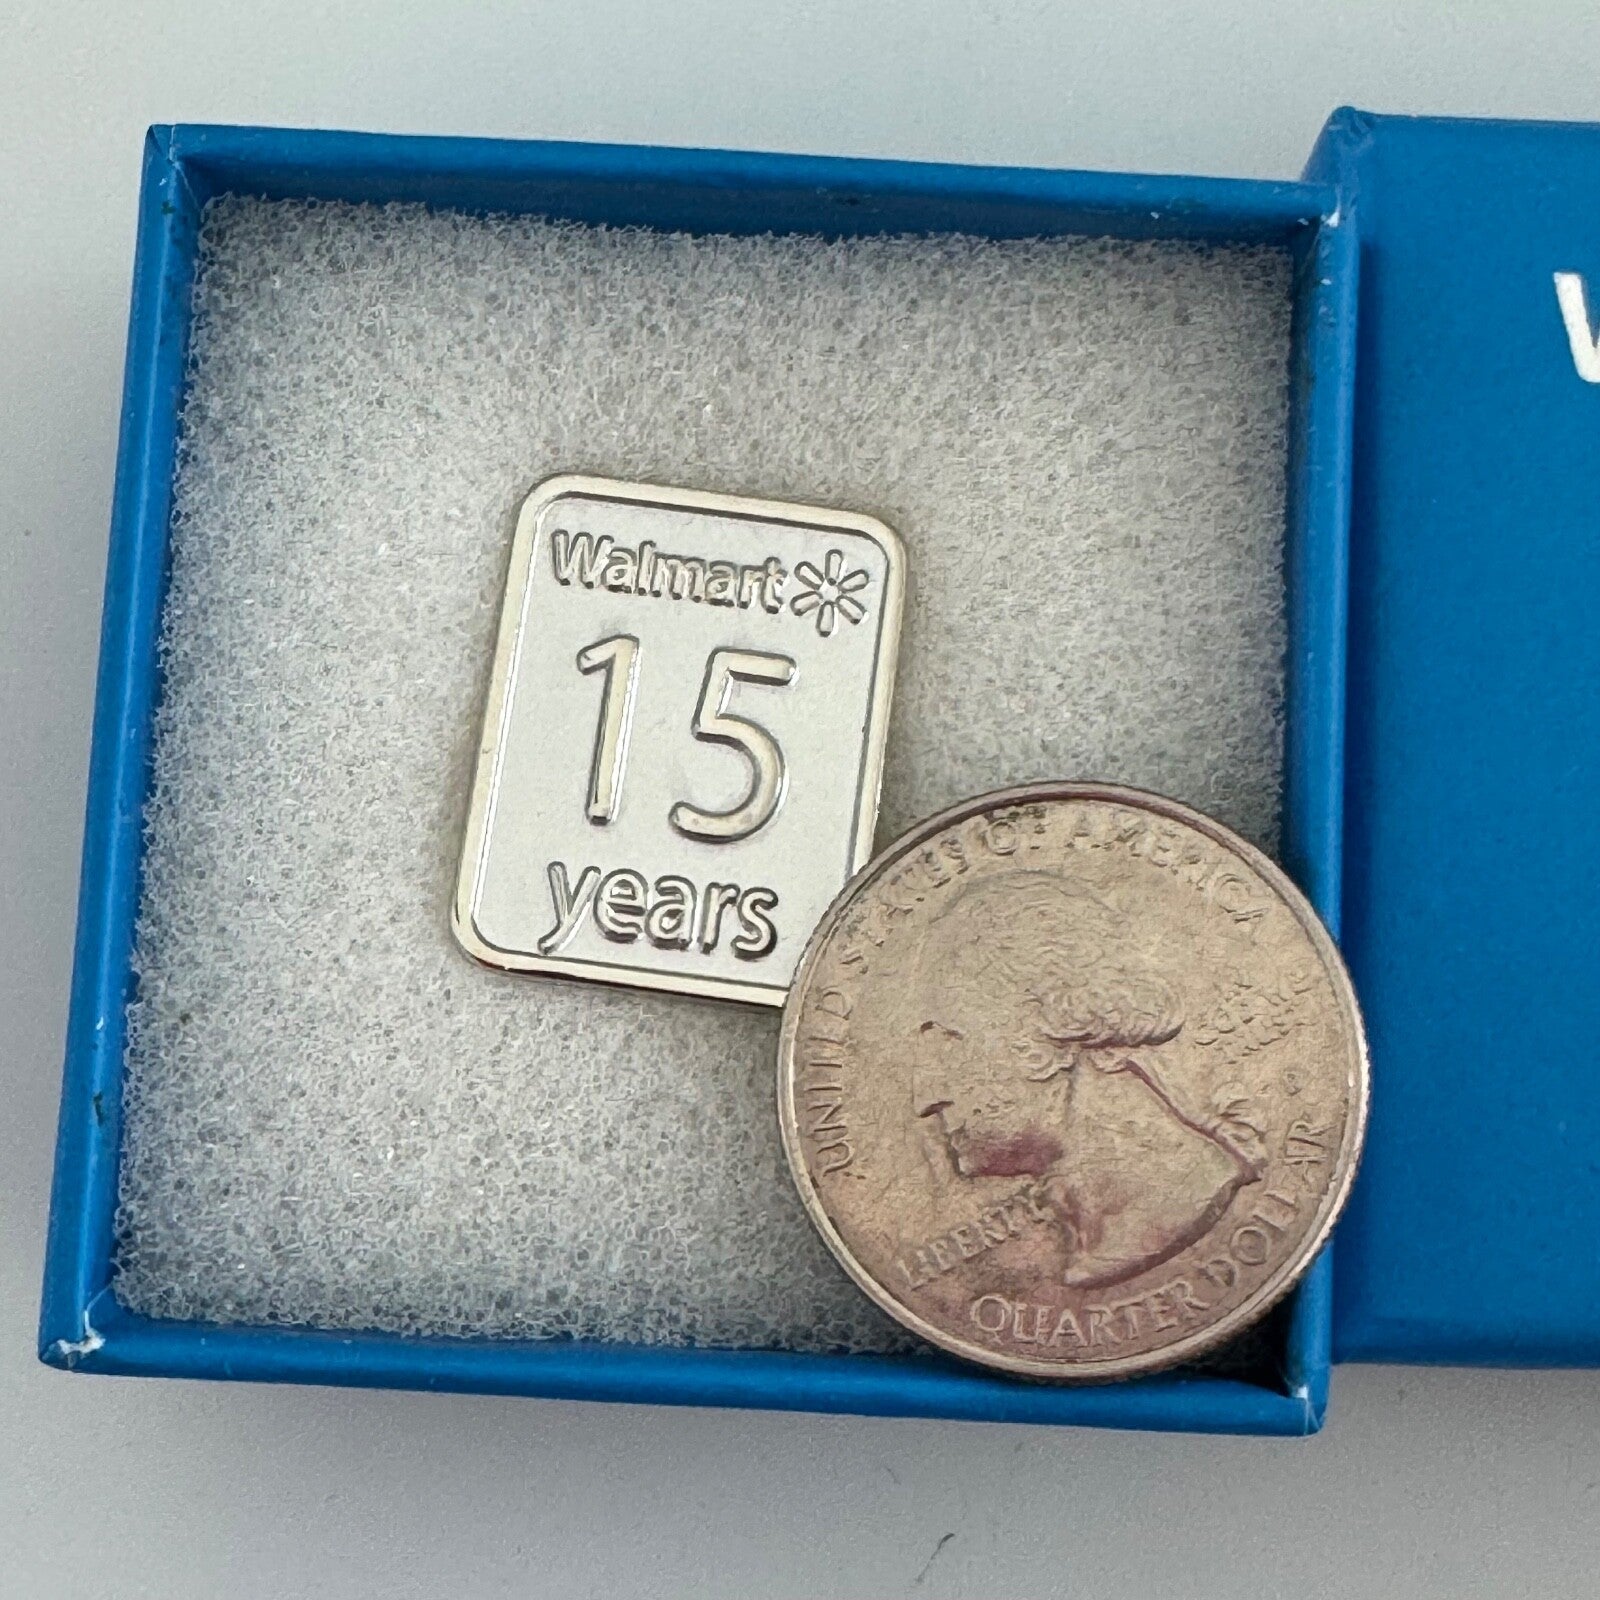 Walmart
15
years
UNITED STATES OF AMERICA
LIBERTY
QUARTER DOLLAR